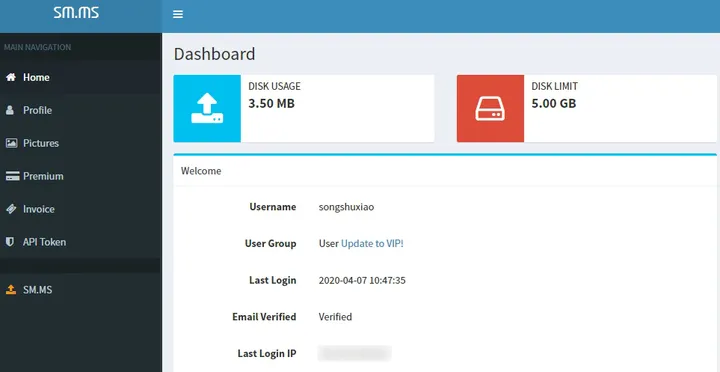 SM.MS
MAIN NAVIGATION
Home
Profile
Pictures
Premium
Invoice
API Token
SM.MS
Dashboard
DISK USAGE
3.50 MB
DISK LIMIT
5.00 GB
Welcome
Username songshuxiao
User Group User Update to VIP!
Last Login 2020-04-07 10:47:35
Email Verified Verified
Last Login IP